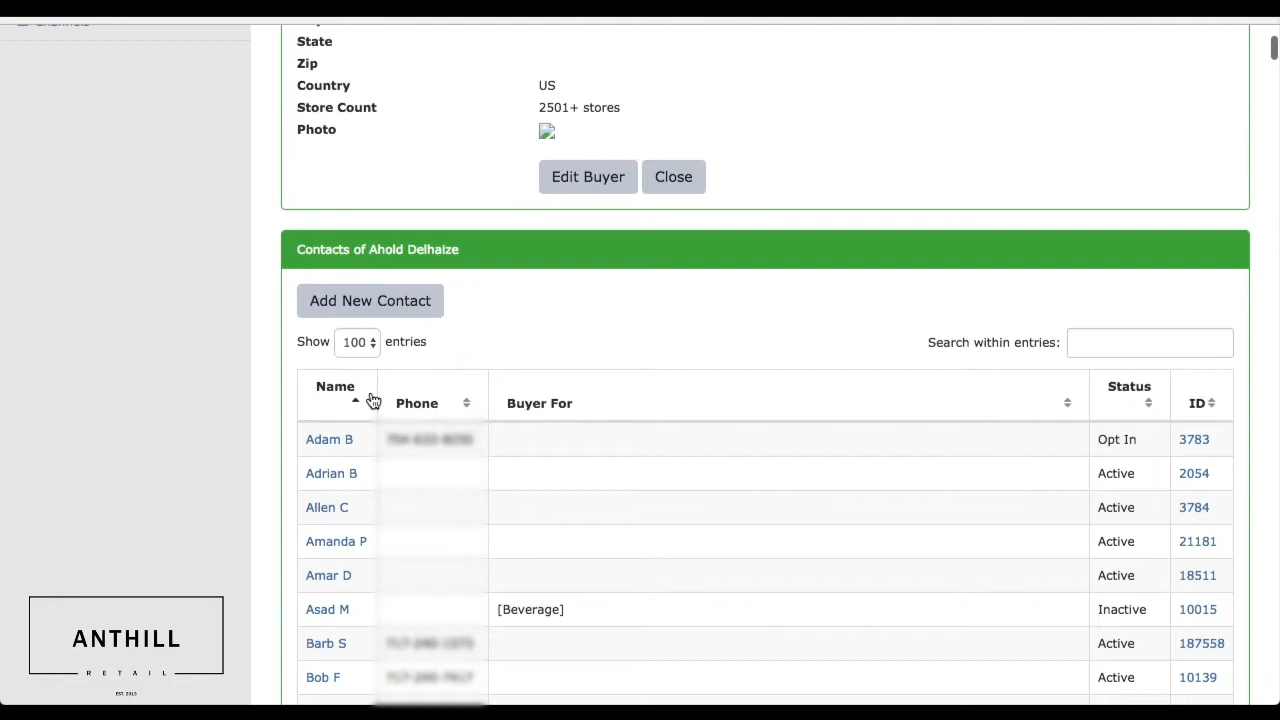 State
Zip
Country US
Store Count 2501+ stores
Photo
Edit Buyer Close
Contacts of Ahold Delhaize
Add New Contact
Show 100 entries Search within entries:
Name Phone Buyer For Status ID
Adam B Opt In 3783
Adrian B Active 2054
Allen C Active 3784
Amanda P Active 21181
Amar D Active 18511
Asad M [Beverage] Inactive 10015
Barb S Active 187558
Bob F Active 10139
ANTHILL
RETAIL
EST. 2013